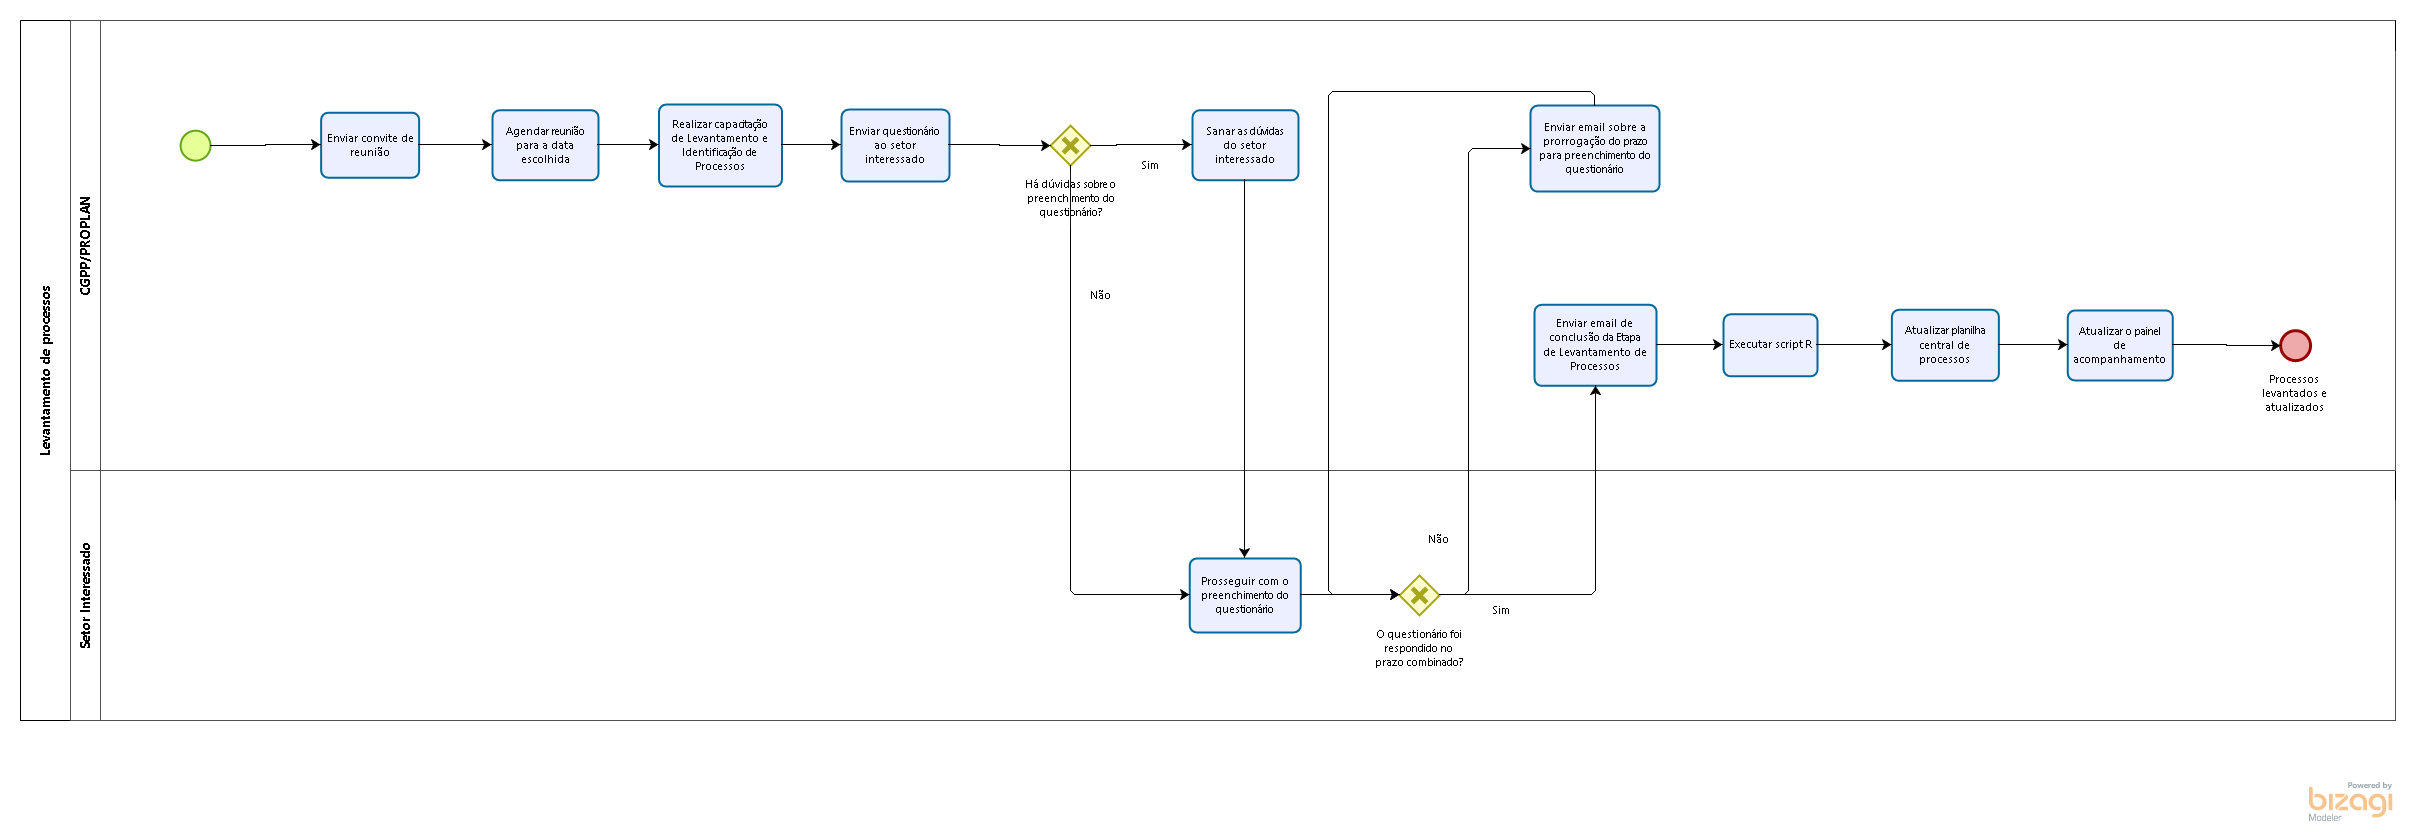 Levantamento de processos
CGPP/PROPLAN
Enviar convite de
reunião
Agendar reunião
para a data
escolhida
Realizar capacitação
de Levantamento e
Identificação de
Processos
Enviar questionário
ao setor
interessado
Há dúvidas sobre o
preenchimento do
questionário?
Sim
Não
Sanar as dúvidas
do setor
interessado
Enviar email sobre a
prorrogação do prazo
para preenchimento do
questionário
Enviar email de
conclusão da Etapa
de Levantamento de
Processos
Executar script R
Atualizar planilha
central de
processos
Atualizar o painel
de
acompanhamento
Processos
levantados e
atualizados
Setor Interessado
Prosseguir com o
preenchimento do
questionário
Não
Sim
O questionário foi
respondido no
prazo combinado?
Powered by
bizagi
Modeler